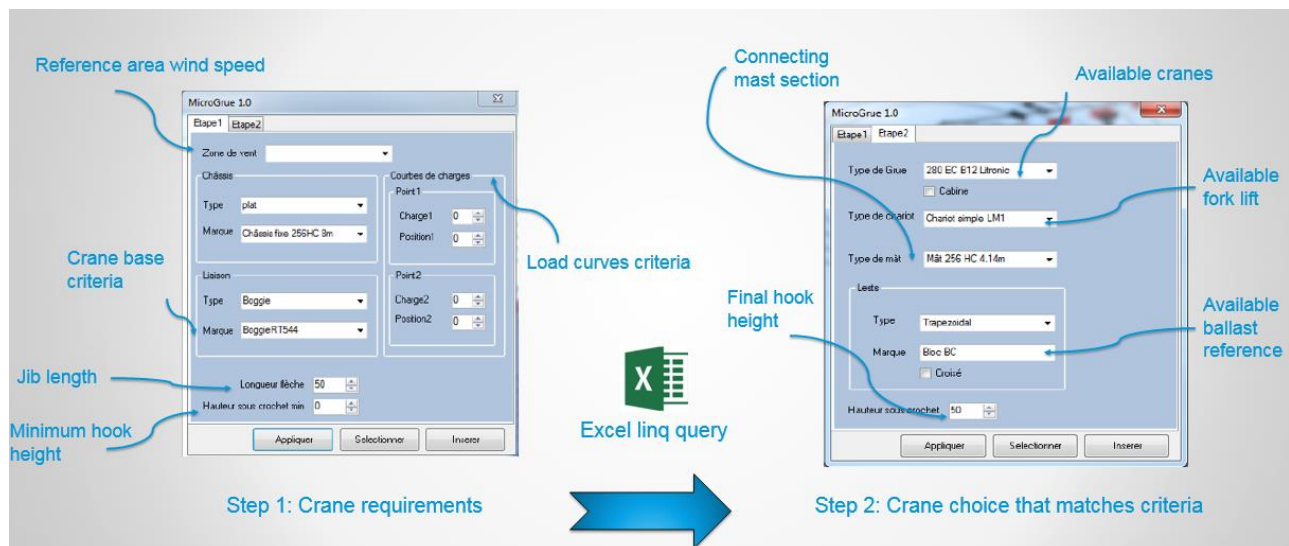 Reference area wind speed
MicroGrue 1.0
Etape1 Etape2
Zone de vent
Châssis
Type plat
Marque Châssis fixe 256HC 8m
Courbes de charges
Point1
Charge1 0
Position1 0
Crane base
criteria
Liaison
Type Boggie
Marque BoggieRT544
Point2
Charge2 0
Position2 0
Load curves criteria
Jib length
Longueur flèche 50
Minimum hook
height
Hauteur sous crochet min 0
Appliquer Selectionner Inserer
Step 1: Crane requirements
X
Excel linq query
Connecting
mast section
Available cranes
MicroGrue 1.0
Etape1 Etape2
Type de Grue 280 EC B12 Litronic
Cabine
Available
fork lift
Type de chariot Chariot simple LM1
Type de mât Mât 256 HC 4.14m
Final hook
height
Lests
Type Trapezoidal
Marque Bloc BC
Croisé
Available
ballast
reference
Hauteur sous crochet 50
Appliquer Selectionner Inserer
Step 2: Crane choice that matches criteria